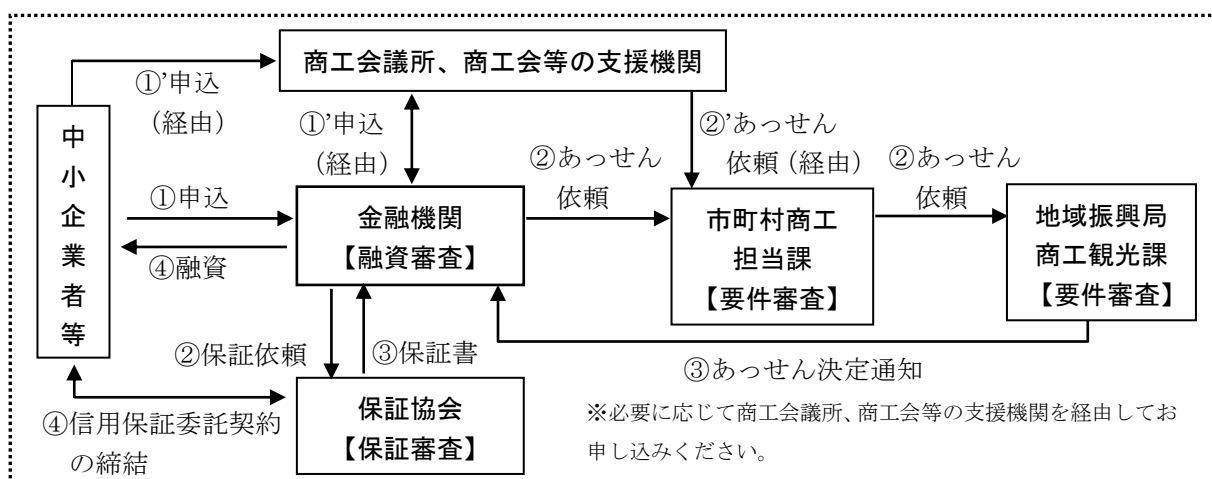 商工会議所、商工会等の支援機関
①’申込
（経由）
①’申込
（経由）
②’あっせん
依頼（経由）
②あっせん
依頼
②あっせん
依頼
中小企業者等
①申込
④融資
金融機関
【融資審査】
市町村商工
担当課
【要件審査】
地域振興局
商工観光課
【要件審査】
②保証依頼
③保証書
③あっせん決定通知
④信用保証委託契約
の締結
保証協会
【保証審査】
※必要に応じて商工会議所、商工会等の支援機関を経由してお
申し込みください。